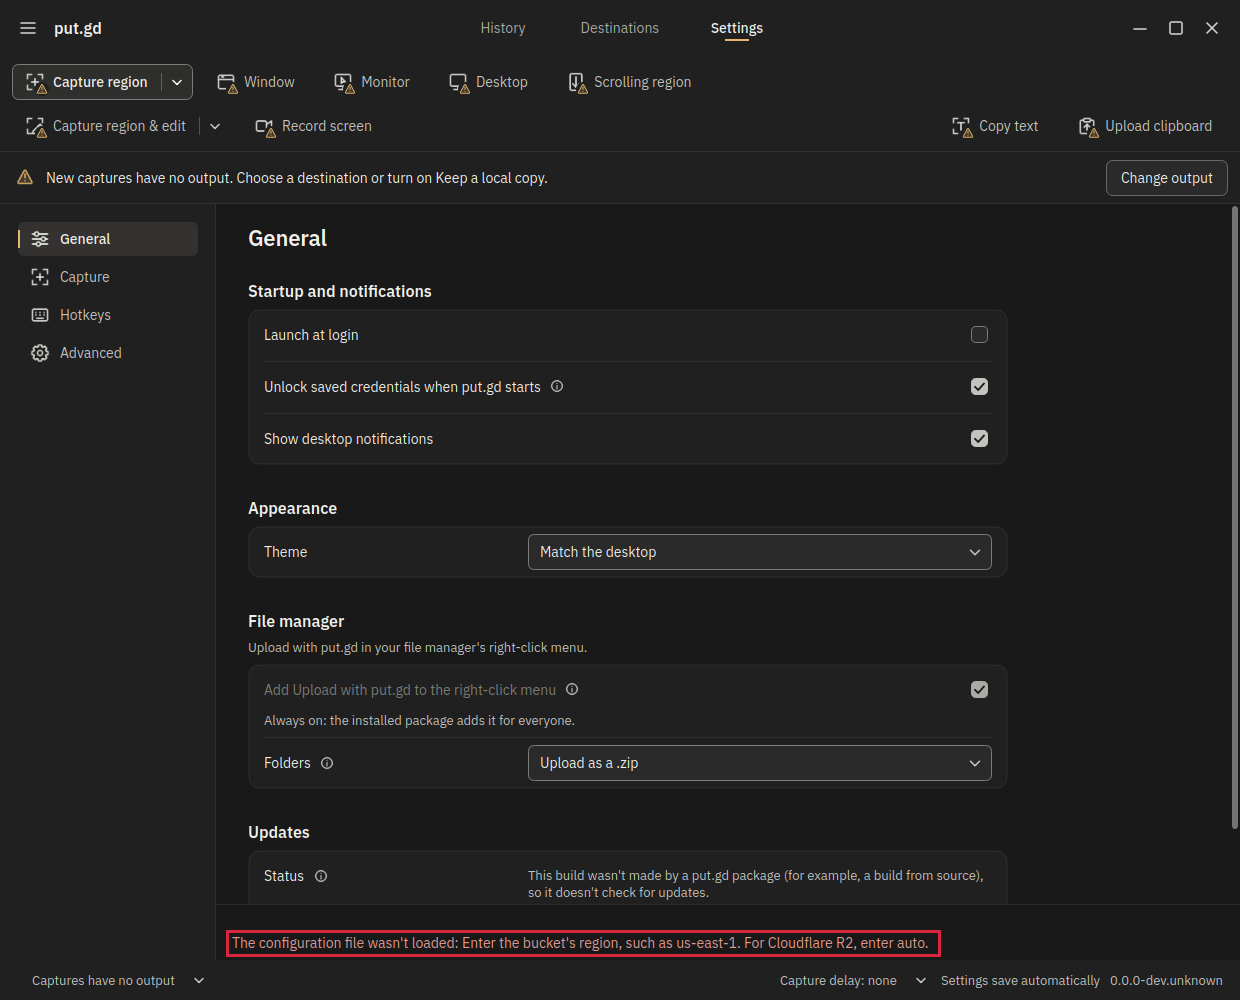 put.gd
History
Destinations
Settings
Capture region
Window
Monitor
Desktop
Scrolling region
Capture region & edit
Record screen
Copy text
Upload clipboard
New captures have no output. Choose a destination or turn on Keep a local copy.
Change output
General
Capture
Hotkeys
Advanced
General
Startup and notifications
Launch at login
Unlock saved credentials when put.gd starts
Show desktop notifications
Appearance
Theme
Match the desktop
File manager
Upload with put.gd in your file manager's right-click menu.
Add Upload with put.gd to the right-click menu
Always on: the installed package adds it for everyone.
Folders
Upload as a .zip
Updates
Status
This build wasn't made by a put.gd package (for example, a build from source),
so it doesn't check for updates.
The configuration file wasn't loaded: Enter the bucket's region, such as us-east-1. For Cloudflare R2, enter auto.
Captures have no output
Capture delay: none
Settings save automatically
0.0.0-dev.unknown